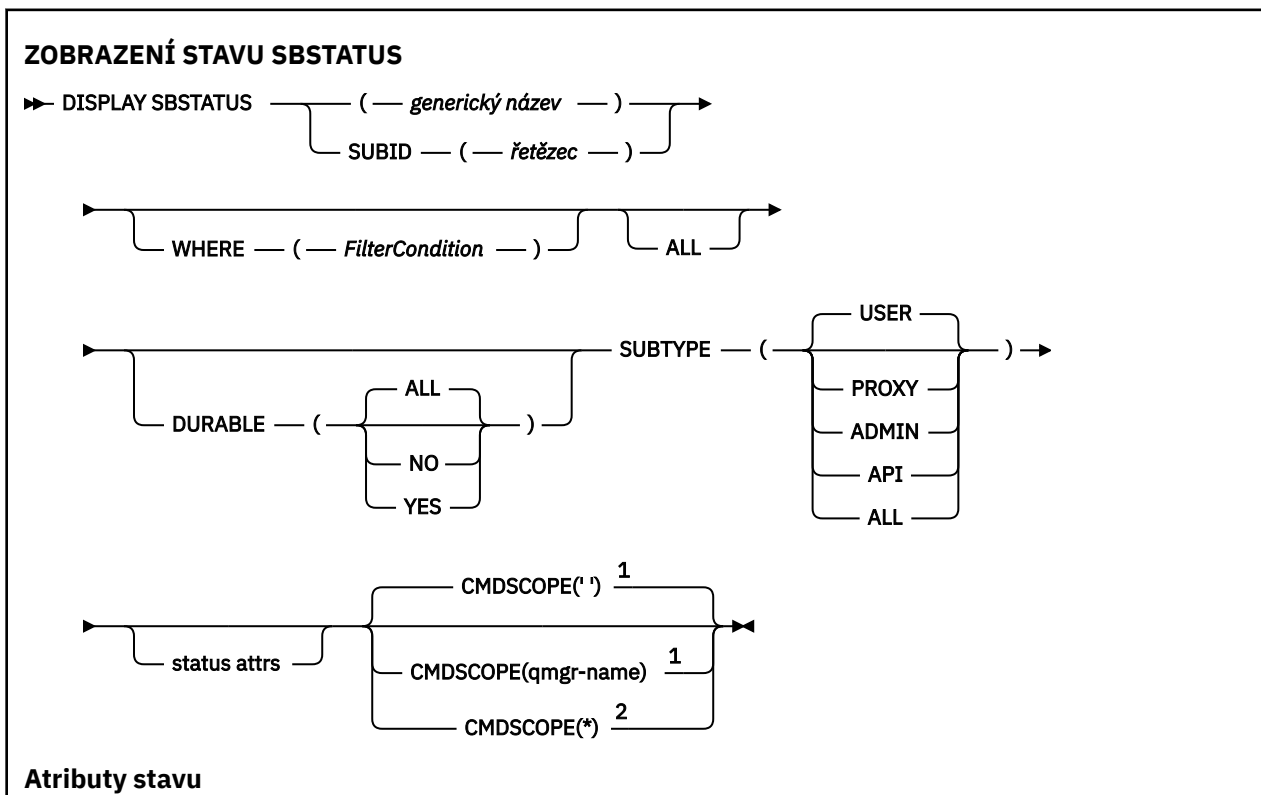 ZOBRAZENÍ STAVU SBSTATUS
DISPLAY SBSTATUS ( generický název )
SUBID ( řetězec )
WHERE ( FilterCondition ) ALL
USER
SUBTYPE ( )
ALL PROXY
DURABLE ( ) ADMIN
NO API
YES ALL
CMDSCOPE(' ') 1
status attrs CMDSCOPE(qmgr-name) 1
CMDSCOPE(*) 2
Atributy stavu